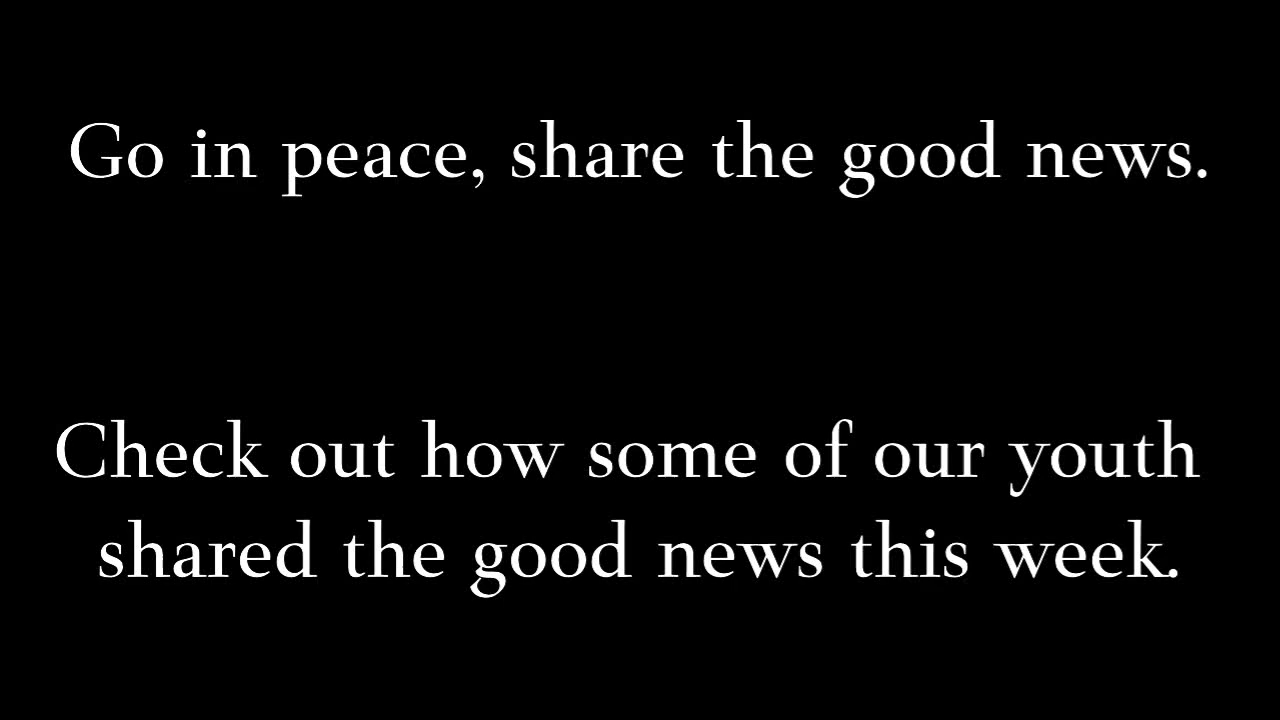 Go in peace, share the good news.
Check out how some of our youth
shared the good news this week.